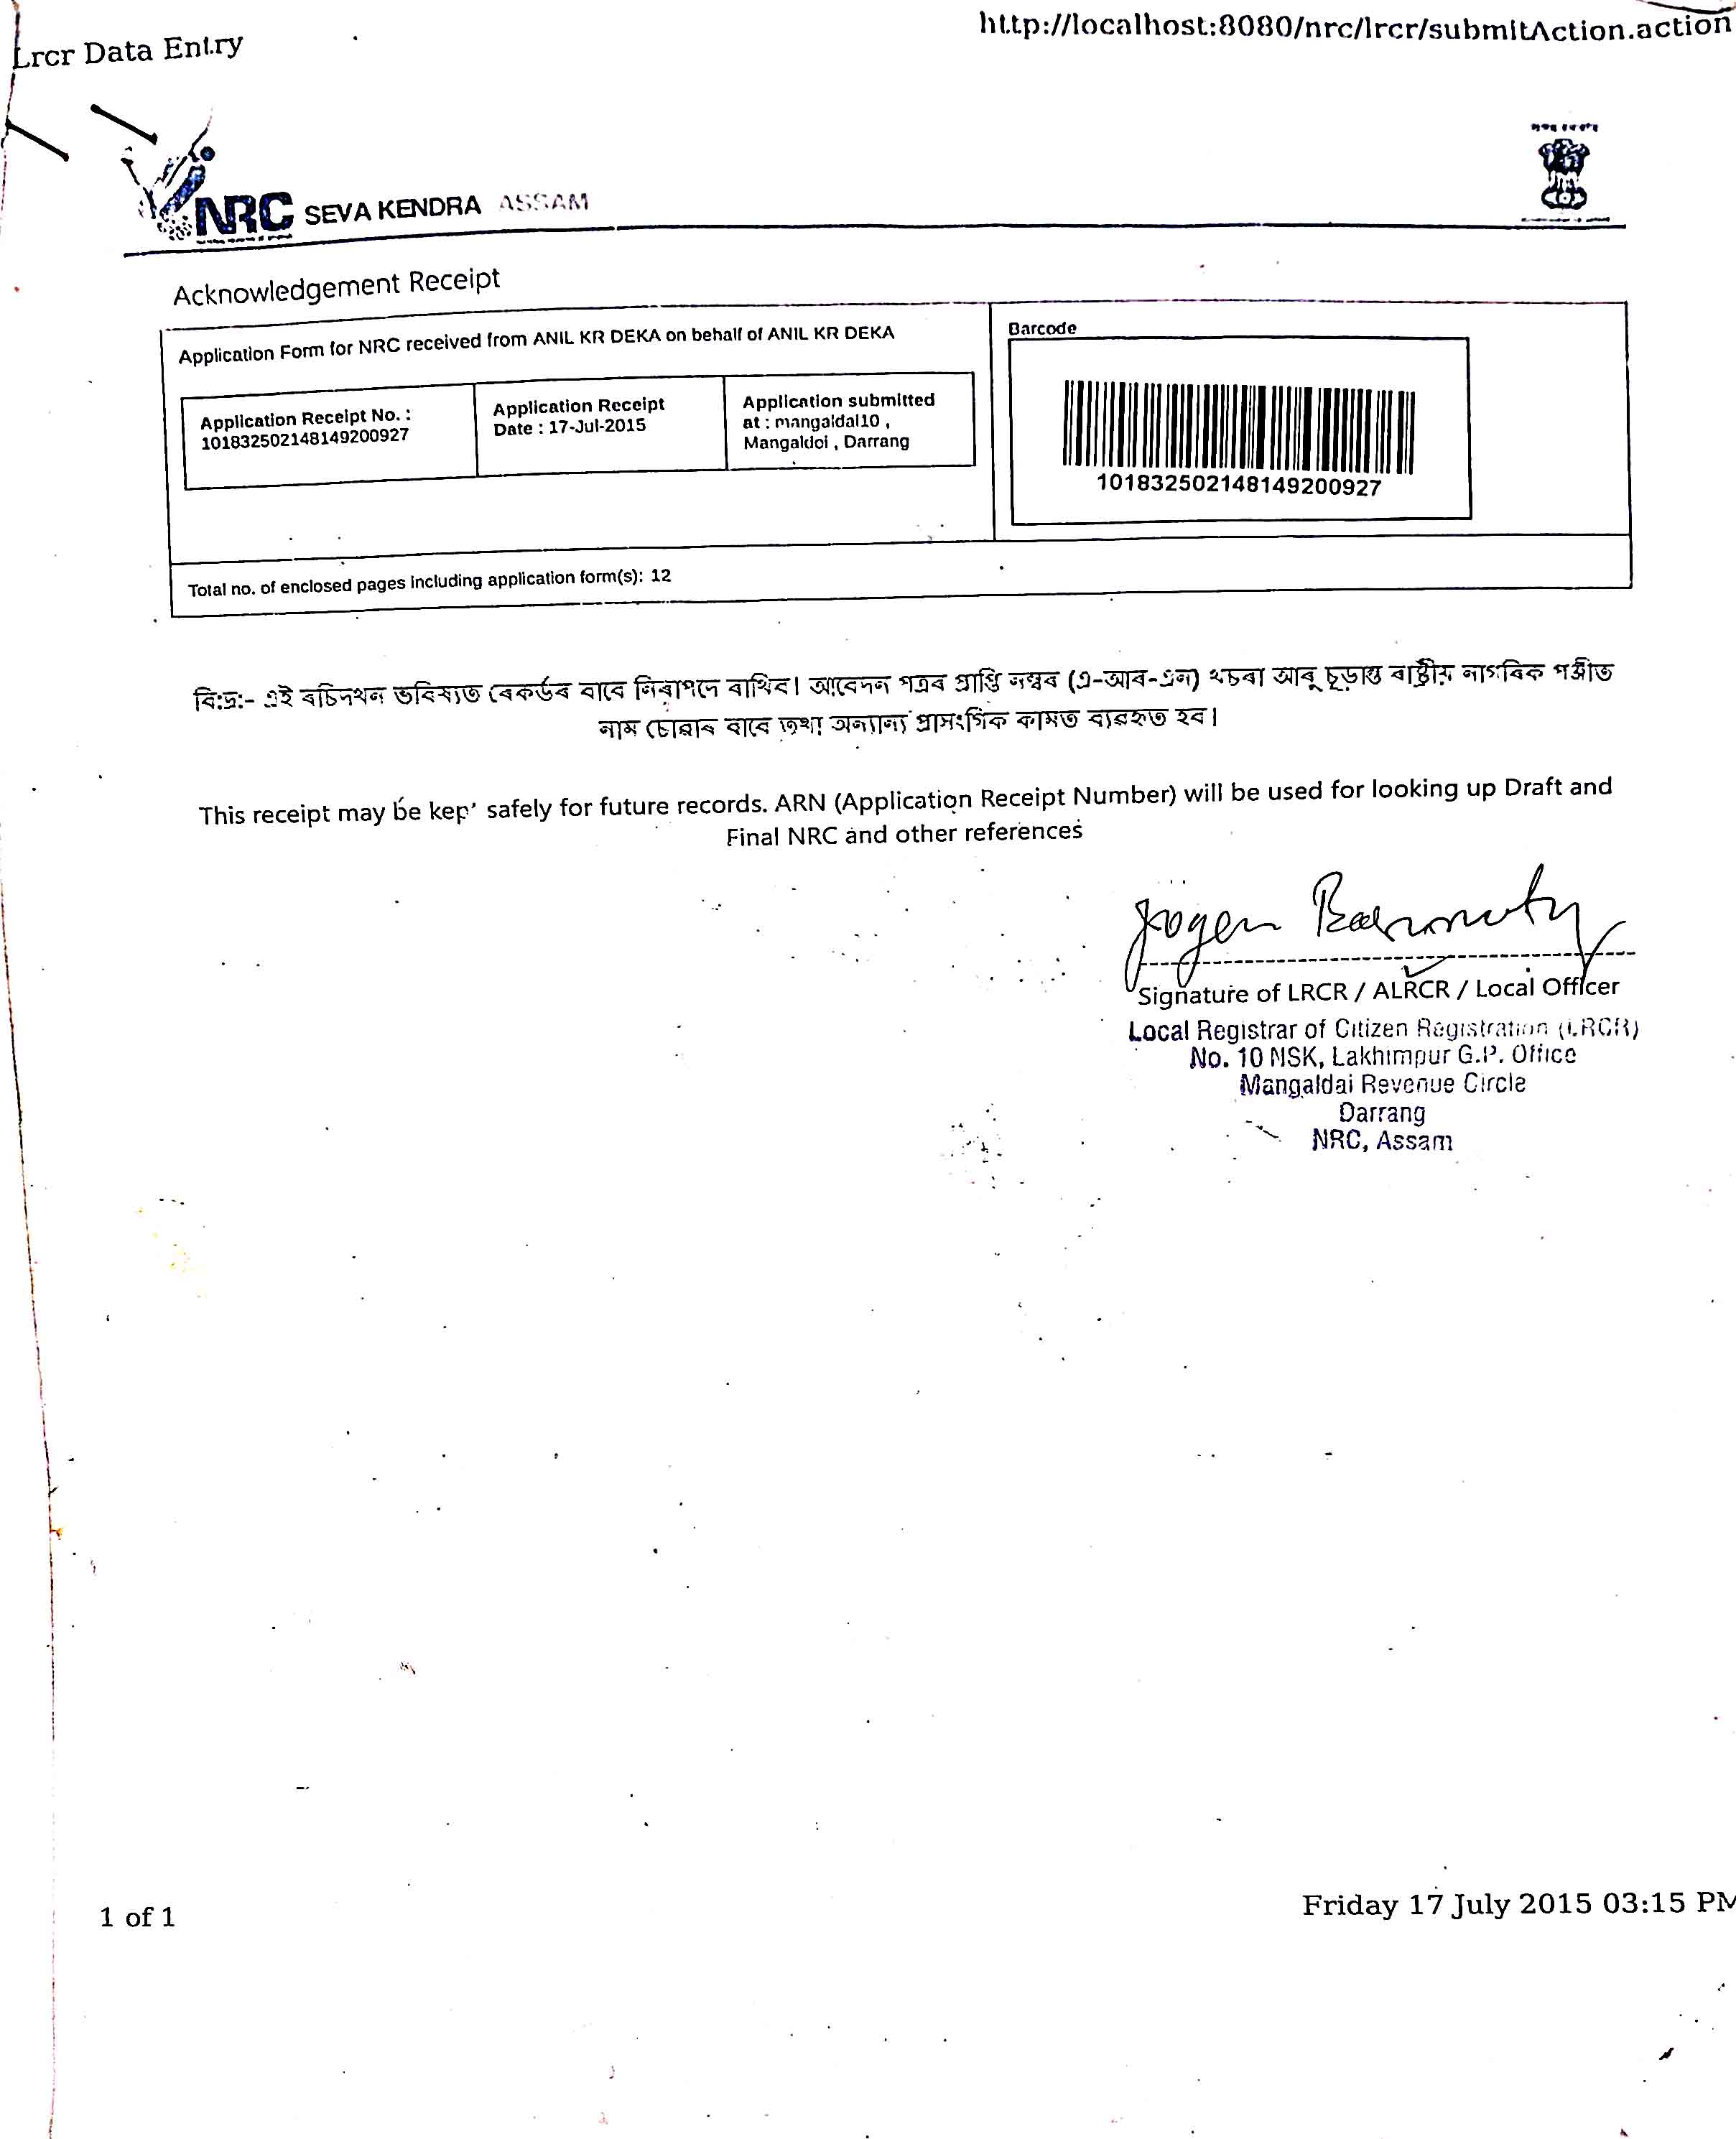 Lrcr Data Entry
http://localhost:8080/nrc/lrcr/submitAction.action
NRC SEVA KENDRA ASSAM
Acknowledgement Receipt
Application Form for NRC received from ANIL KR DEKA on behalf of ANIL KR DEKA
Barcode
Application Receipt No. :
101832502148149200927
Application Receipt
Date : 17-Jul-2015
Application submitted
at : mangaldai10 ,
Mangaldoi , Darrang
101832502148149200927
Total no. of enclosed pages including application form(s): 12
বি:দ্ৰ:- এই ৰচিদখন ভবিষ্যত ৰেকৰ্ডৰ বাবে নিৰাপদে ৰাখিব। আবেদন পত্ৰৰ প্ৰাপ্তি নম্বৰ (এ-আৰ-এন) খচৰা আৰু চূড়ান্ত ৰাষ্ট্ৰীয় নাগৰিক পঞ্জীত
নাম চোৱাৰ বাবে তথা অন্যান্য প্ৰাসংগিক কামত ব্যৱহৃত হব।
This receipt may be kep' safely for future records. ARN (Application Receipt Number) will be used for looking up Draft and
Final NRC and other references
Jogen
Signature of LRCR / ALRCR / Local Officer
Local Registrar of Citizen Registration (LRCR)
No. 10 NSK, Lakhimpur G.P. Office
Mangaldai Revenue Circle
Darrang
NRC, Assam
1 of 1
Friday 17 July 2015 03:15 PM